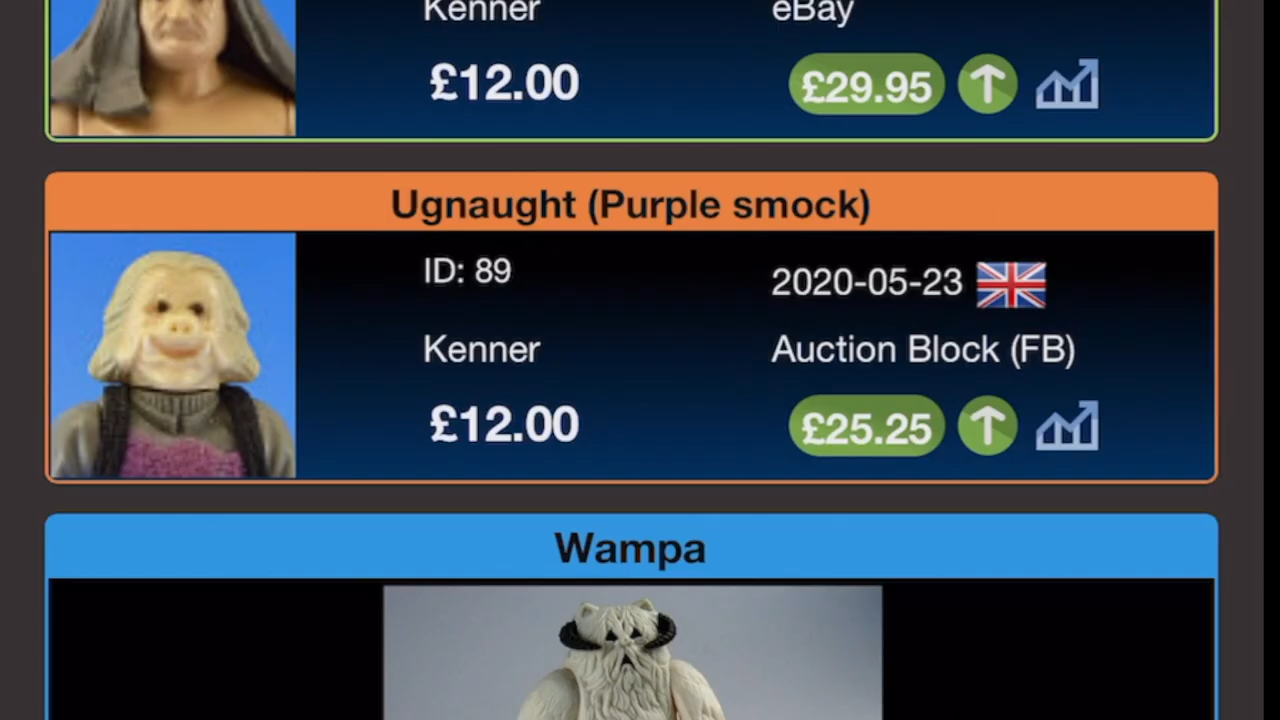 Kenner
eBay
£12.00
£29.95
Ugnaught (Purple smock)
ID: 89
2020-05-23
Kenner
Auction Block (FB)
£12.00
£25.25
Wampa